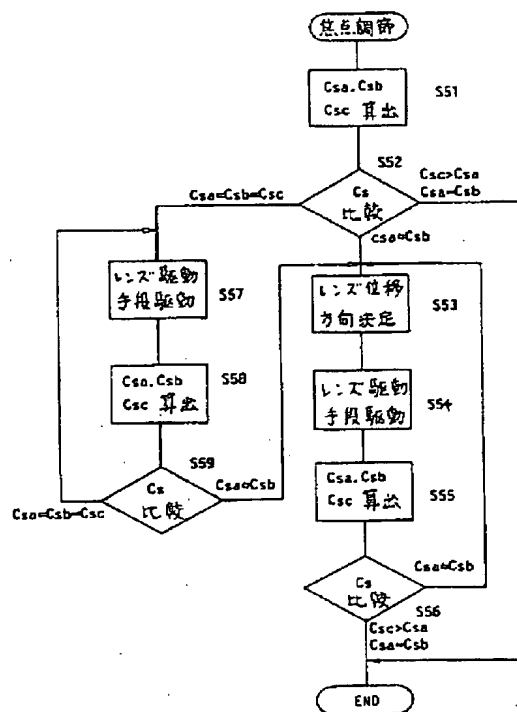 焦点調節
Csa.Csb
Csc 算出
S51
S52
Csc>Csa
Csa=Csb
Csa=Csb=Csc
Cs
比較
Csa≠Csb
レンズ駆動
手段駆動
S57
レンズ位移
方向決定
S53
Csa.Csb
Csc 算出
S58
レンズ駆動
手段駆動
S54
S59
Cs
比較
Csa=Csb=Csc
Csa≠Csb
Csa.Csb
Csc 算出
S55
Cs
比較
Csa≠Csb
S56
Csc>Csa
Csa=Csb
END